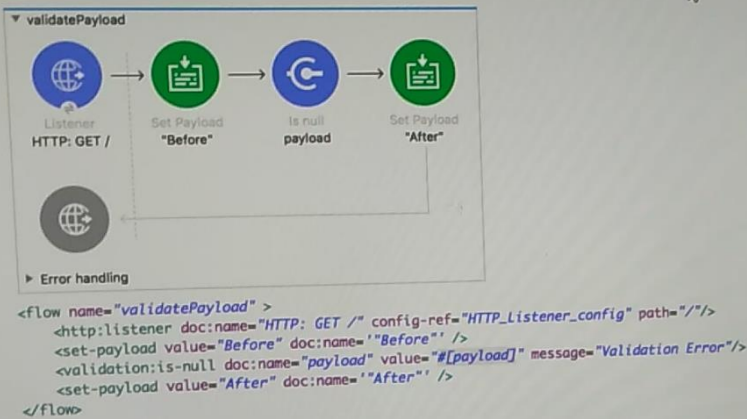 validatePayload
Listener
HTTP: GET /
Set Payload
"Before"
Is null
payload
Set Payload
"After"
Error handling
<flow name="validatePayload" >
<http:listener doc:name="HTTP: GET /" config-ref="HTTP_Listener_config" path="/"/>
<set-payload value="Before" doc:name='"Before"' />
<validation:is-null doc:name="payload" value="#[payload]" message="Validation Error"/>
<set-payload value="After" doc:name='"After"' />
</flow>